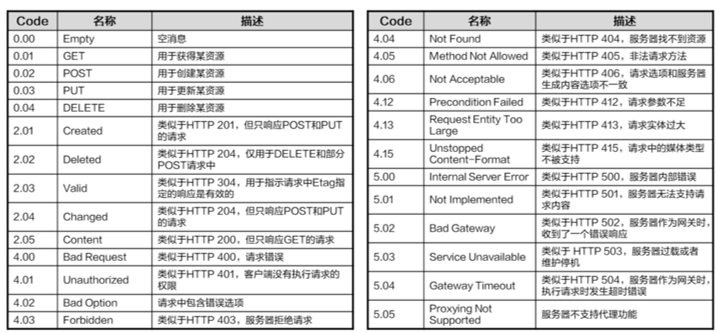 Code 名称 描述
0.00 Empty 空消息
0.01 GET 用于获得某资源
0.02 POST 用于创建某资源
0.03 PUT 用于更新某资源
0.04 DELETE 用于删除某资源
2.01 Created 类似于HTTP 201，但只响应POST和PUT
的请求
2.02 Deleted 类似于HTTP 204，仅用于DELETE和部分
POST请求中
2.03 Valid 类似于HTTP 304，用于指示请求中Etag指
定的响应是有效的
2.04 Changed 类似于HTTP 204，但只响应POST和PUT
的请求
2.05 Content 类似于HTTP 200，但只响应GET的请求
4.00 Bad Request 类似于HTTP 400，请求错误
4.01 Unauthorized 类似于HTTP 401，客户端没有执行请求的
权限
4.02 Bad Option 请求中包含错误选项
4.03 Forbidden 类似于HTTP 403，服务器拒绝请求
Code 名称 描述
4.04 Not Found 类似于HTTP 404，服务器找不到资源
4.05 Method Not Allowed 类似于HTTP 405，非法请求方法
4.06 Not Acceptable 类似于HTTP 406，请求选项和服务器
生成内容选项不一致
4.12 Precondition Failed 类似于HTTP 412，请求参数不足
4.13 Request Entity Too
Large 类似于HTTP 413，请求实体过大
4.15 Unstopped
Content-Format 类似于HTTP 415，请求中的媒体类型
不被支持
5.00 Internal Server Error 类似于HTTP 500，服务器内部错误
5.01 Not Implemented 类似于HTTP 501，服务器无法支持请
求内容
5.02 Bad Gateway 类似于HTTP 502，服务器作为网关时，
收到了一个错误响应
5.03 Service Unavailable 类似于 HTTP 503，服务器过载或者
维护停机
5.04 Gateway Timeout 类似于HTTP 504，服务器作为网关时，
执行请求时发生超时错误
5.05 Proxying Not
Supported 服务器不支持代理功能